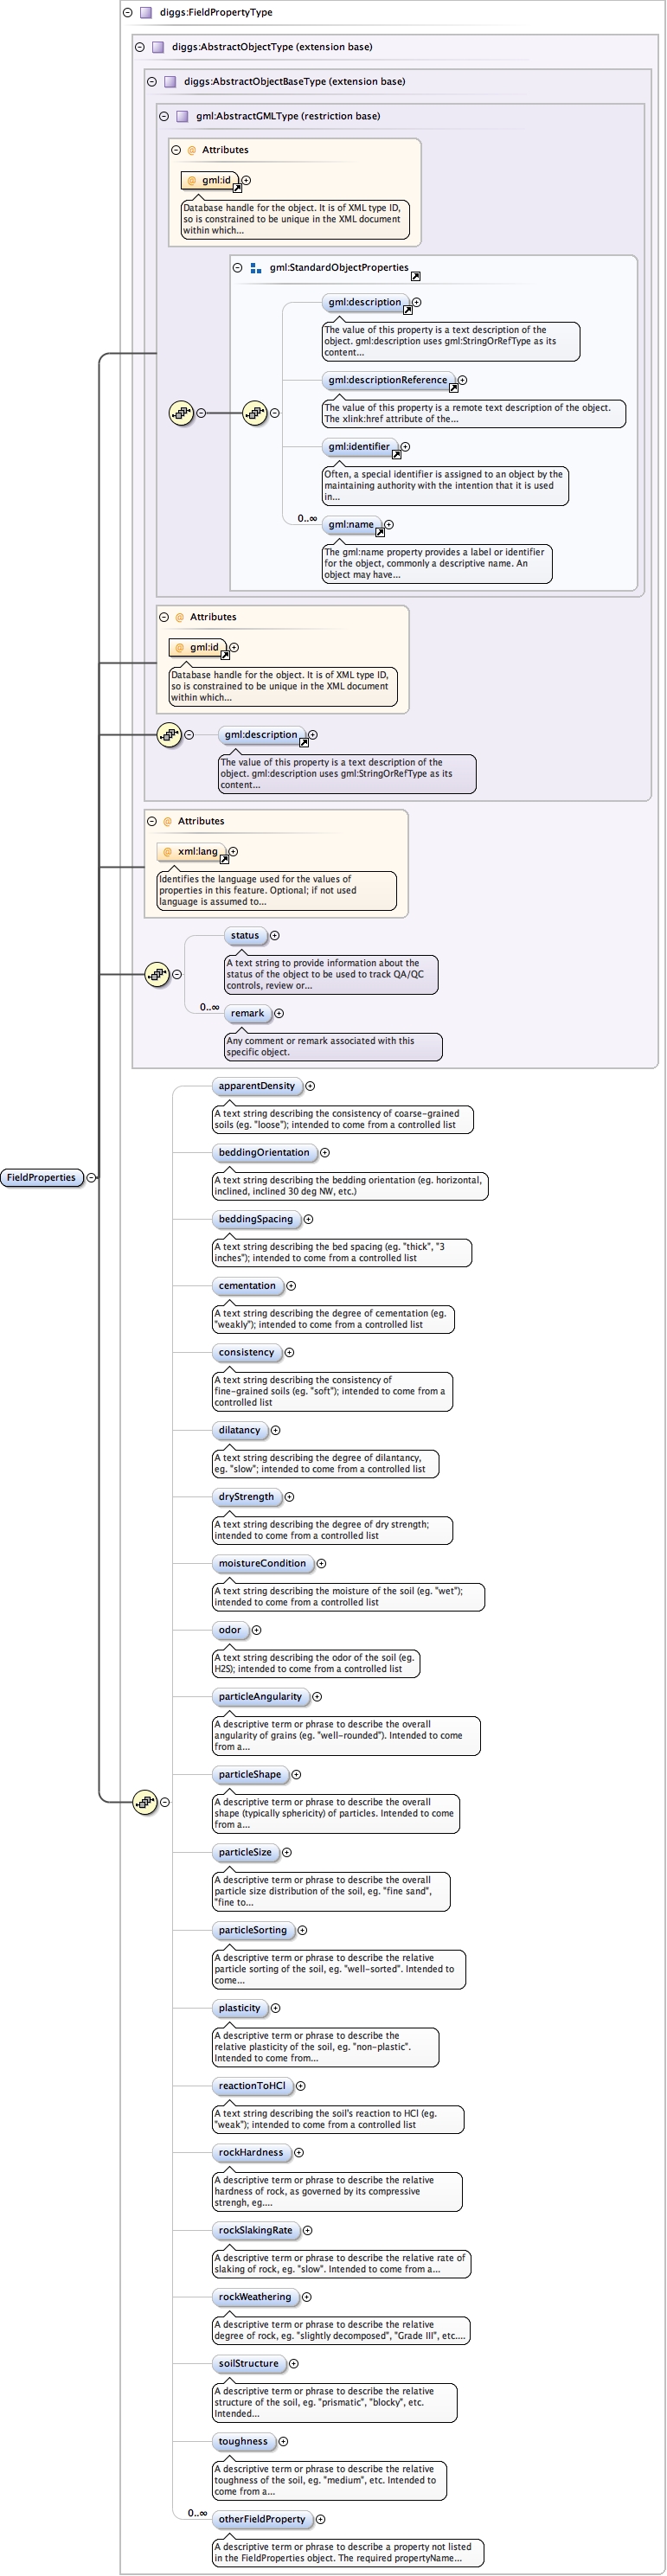 diggs:FieldPropertyType
diggs:AbstractObjectType (extension base)
diggs:AbstractObjectBaseType (extension base)
gml:AbstractGMLType (restriction base)
@ Attributes
@ gml:id
Database handle for the object. It is of XML type ID,
so is constrained to be unique in the XML document
within which...
gml:StandardObjectProperties
gml:description
The value of this property is a text description of the
object. gml:description uses gml:StringOrRefType as its
content...
gml:descriptionReference
The value of this property is a remote text description of the object.
The xlink:href attribute of the...
gml:identifier
Often, a special identifier is assigned to an object by the
maintaining authority with the intention that it is used
in...
0..∞
gml:name
The gml:name property provides a label or identifier
for the object, commonly a descriptive name. An
object may have...
@ Attributes
@ gml:id
Database handle for the object. It is of XML type ID,
so is constrained to be unique in the XML document
within which...
gml:description
The value of this property is a text description of the
object. gml:description uses gml:StringOrRefType as its
content...
@ Attributes
@ xml:lang
Identifies the language used for the values of
properties in this feature. Optional; if not used
language is assumed to...
status
A text string to provide information about the
status of the object to be used to track QA/QC
controls, review or...
0..∞
remark
Any comment or remark associated with this
specific object.
FieldProperties
apparentDensity
A text string describing the consistency of coarse-grained
soils (eg. "loose"); intended to come from a controlled list
beddingOrientation
A text string describing the bedding orientation (eg. horizontal,
inclined, inclined 30 deg NW, etc.)
beddingSpacing
A text string describing the bed spacing (eg. "thick", "3
inches"); intended to come from a controlled list
cementation
A text string describing the degree of cementation (eg.
"weakly"); intended to come from a controlled list
consistency
A text string describing the consistency of
fine-grained soils (eg. "soft"); intended to come from a
controlled list
dilatancy
A text string describing the degree of dilantancy,
eg. "slow"; intended to come from a controlled list
dryStrength
A text string describing the degree of dry strength;
intended to come from a controlled list
moistureCondition
A text string describing the moisture of the soil (eg. "wet");
intended to come from a controlled list
odor
A text string describing the odor of the soil (eg.
H2S); intended to come from a controlled list
particleAngularity
A descriptive term or phrase to describe the overall
angularity of grains (eg. "well-rounded"). Intended to come
from a...
particleShape
A descriptive term or phrase to describe the overall
shape (typically sphericity) of particles. Intended to come
from a...
particleSize
A descriptive term or phrase to describe the overall
particle size distribution of the soil, eg. "fine sand",
"fine to...
particleSorting
A descriptive term or phrase to describe the relative
particle sorting of the soil, eg. "well-sorted". Intended to
come...
plasticity
A descriptive term or phrase to describe the
relative plasticity of the soil, eg. "non-plastic".
Intended to come from...
reactionToHCl
A text string describing the soil's reaction to HCl (eg.
"weak"); intended to come from a controlled list
rockHardness
A descriptive term or phrase to describe the relative
hardness of rock, as governed by its compressive
strengh, eg....
rockSlakingRate
A descriptive term or phrase to describe the relative rate of
slaking of rock, eg. "slow". Intended to come from a...
rockWeathering
A descriptive term or phrase to describe the relative
degree of rock, eg. "slightly decomposed", "Grade III", etc....
soilStructure
A descriptive term or phrase to describe the relative
structure of the soil, eg. "prismatic", "blocky", etc.
Intended...
toughness
A descriptive term or phrase to describe the relative
toughness of the soil, eg. "medium", etc. Intended to
come from a...
0..∞
otherFieldProperty
A descriptive term or phrase to describe a property not listed
in the FieldProperties object. The required propertyName...